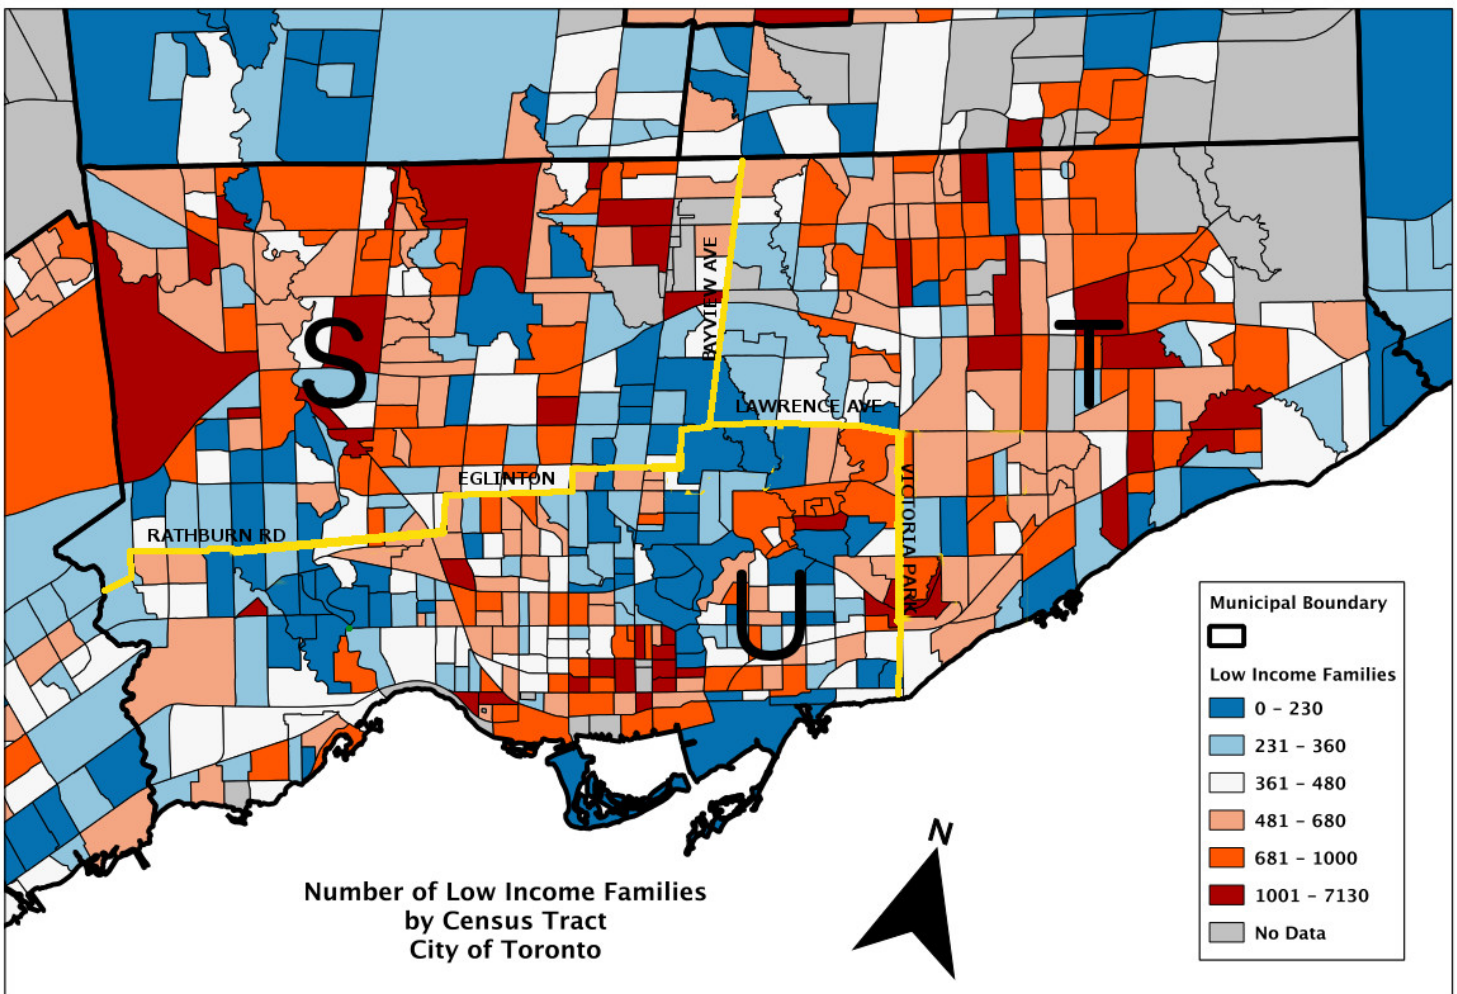 BAYVIEW AVE
S
T
LAWRENCE AVE
EGLINTON
VICTORIA PARK
RATHBURN RD
U
Municipal Boundary
Low Income Families
0 – 230
231 – 360
361 – 480
481 – 680
681 – 1000
1001 – 7130
No Data
N
Number of Low Income Families
by Census Tract
City of Toronto